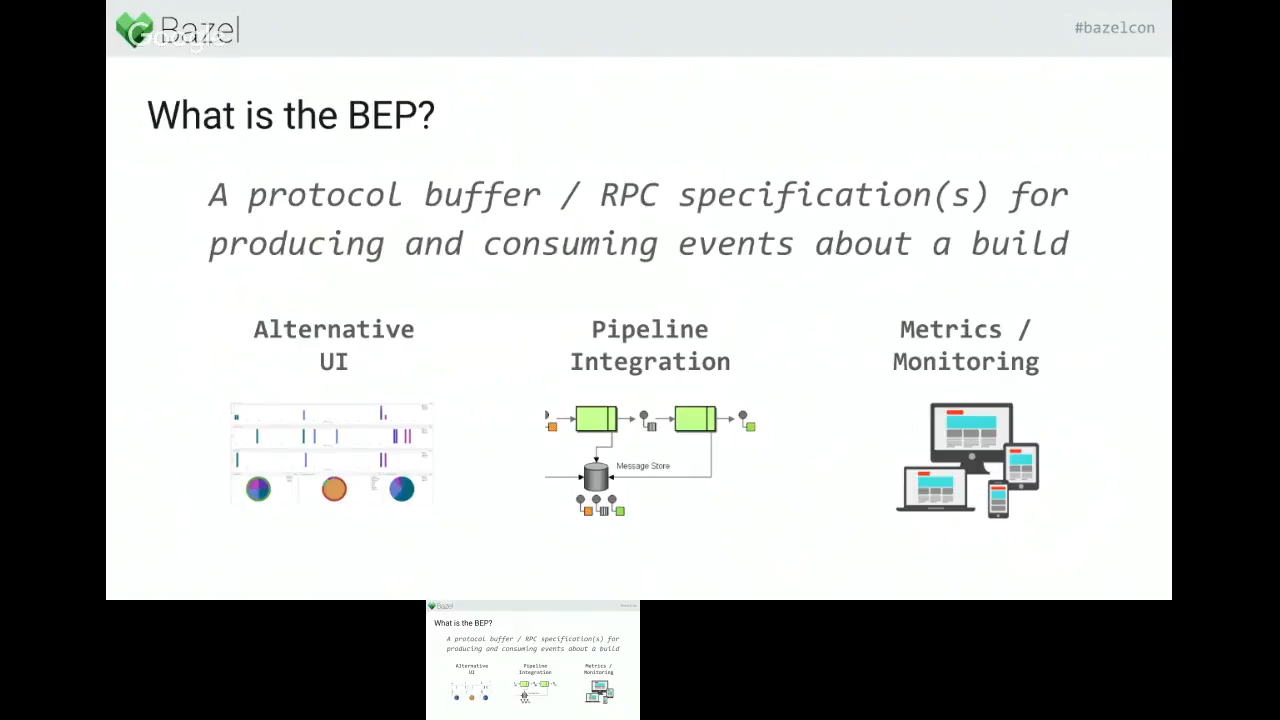 Bazel
Google
#bazelcon
What is the BEP?
A protocol buffer / RPC specification(s) for
producing and consuming events about a build
Alternative
UI
Pipeline
Integration
Metrics /
Monitoring
Message Store
Bazel
What is the BEP?
A protocol buffer / RPC specification(s) for
producing and consuming events about a build
Alternative
UI
Pipeline
Integration
Metrics /
Monitoring